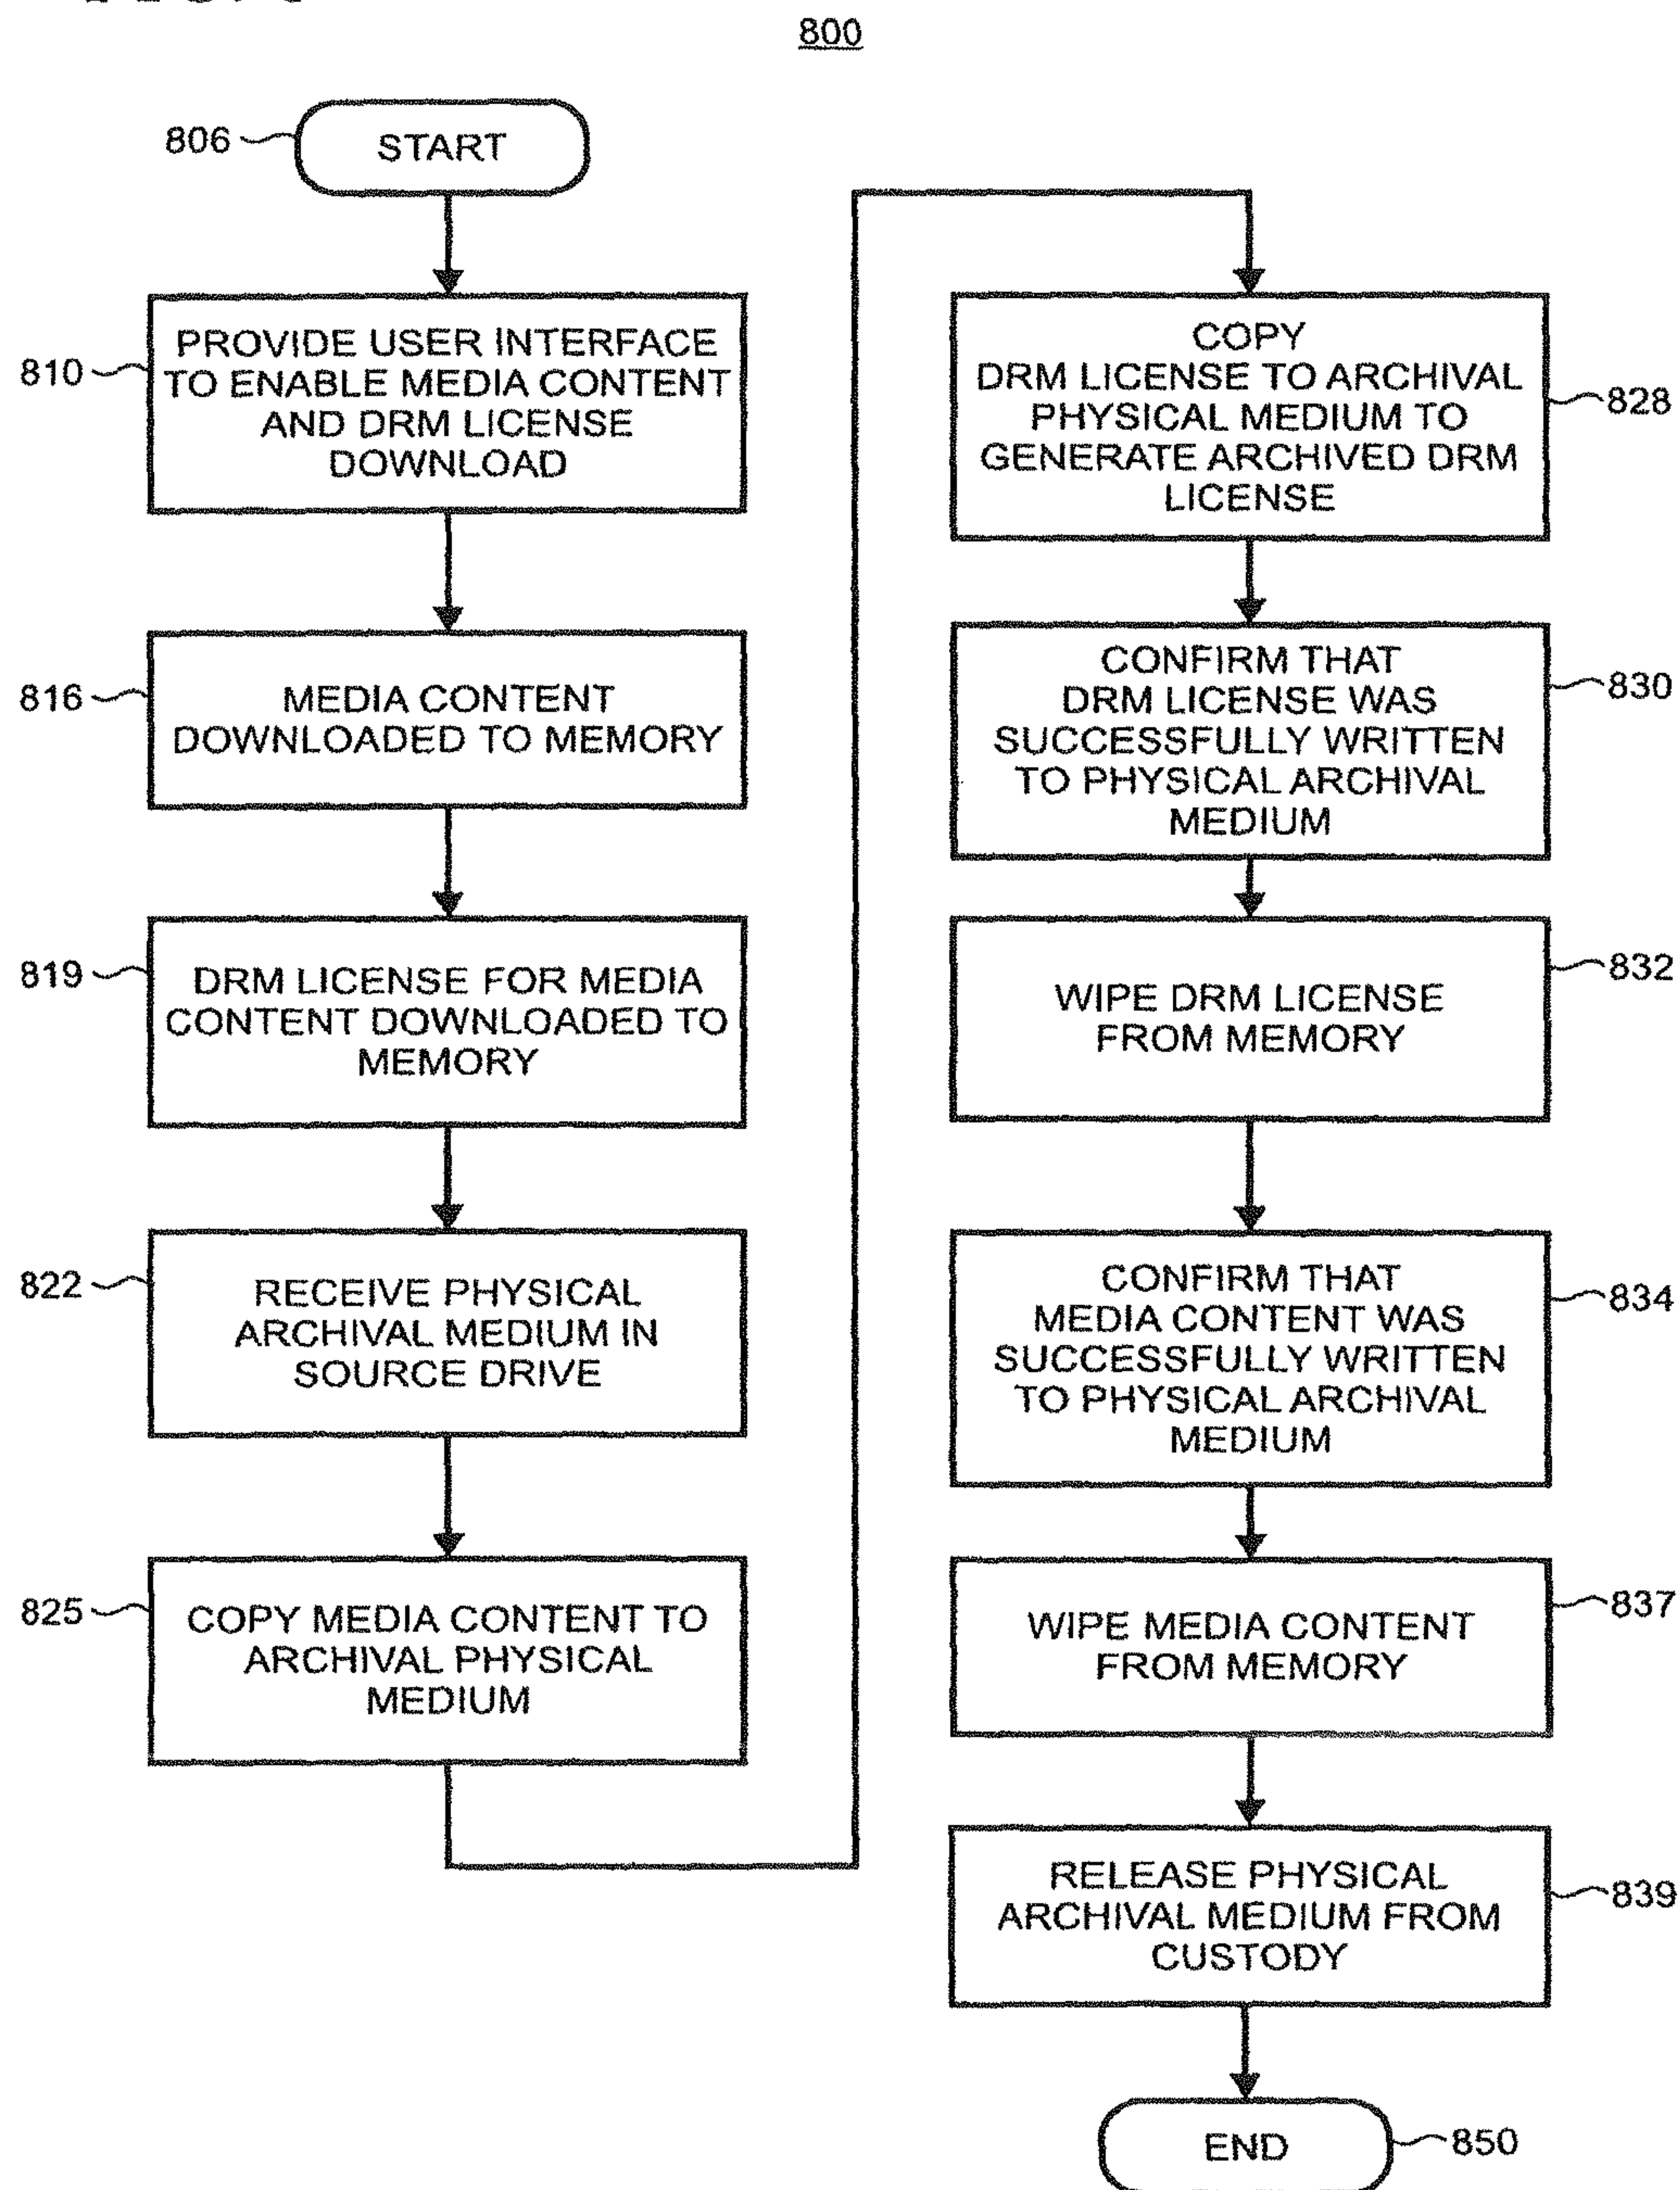 800
806
START
810
PROVIDE USER INTERFACE
TO ENABLE MEDIA CONTENT
AND DRM LICENSE
DOWNLOAD
816
MEDIA CONTENT
DOWNLOADED TO MEMORY
819
DRM LICENSE FOR MEDIA
CONTENT DOWNLOADED TO
MEMORY
822
RECEIVE PHYSICAL
ARCHIVAL MEDIUM IN
SOURCE DRIVE
825
COPY MEDIA CONTENT TO
ARCHIVAL PHYSICAL
MEDIUM
COPY
DRM LICENSE TO ARCHIVAL
PHYSICAL MEDIUM TO
GENERATE ARCHIVED DRM
LICENSE
828
CONFIRM THAT
DRM LICENSE WAS
SUCCESSFULLY WRITTEN
TO PHYSICAL ARCHIVAL
MEDIUM
830
WIPE DRM LICENSE
FROM MEMORY
832
CONFIRM THAT
MEDIA CONTENT WAS
SUCCESSFULLY WRITTEN
TO PHYSICAL ARCHIVAL
MEDIUM
834
WIPE MEDIA CONTENT
FROM MEMORY
837
RELEASE PHYSICAL
ARCHIVAL MEDIUM FROM
CUSTODY
839
END
850